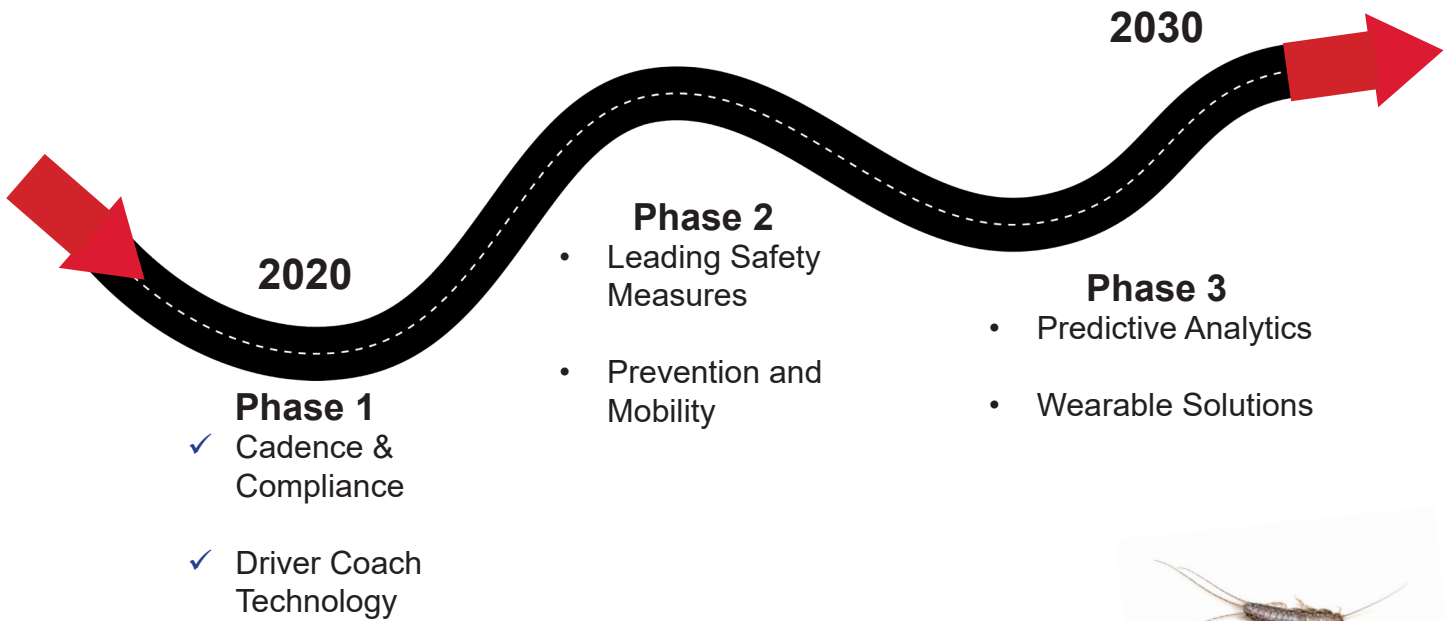 2030
2020
Phase 1
✓ Cadence &
Compliance
✓ Driver Coach
Technology
Phase 2
• Leading Safety
Measures
• Prevention and
Mobility
Phase 3
• Predictive Analytics
• Wearable Solutions